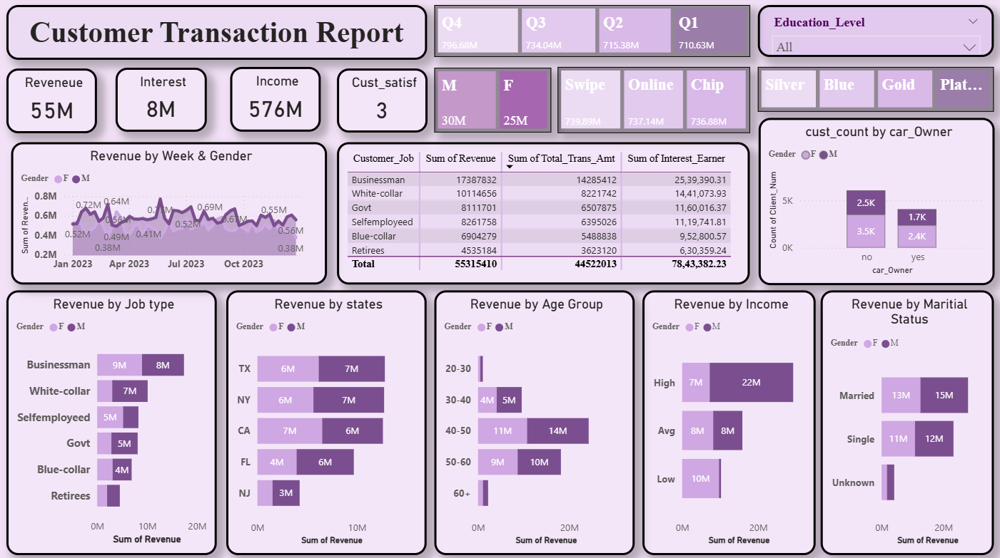 Customer Transaction Report
Q4
796.68M
Q3
734.04M
Q2
715.38M
Q1
710.63M
Education_Level
All
Reveneue
55M
Interest
8M
Income
576M
Cust_satisf
3
M
30M
F
25M
Swipe
739.89M
Online
737.14M
Chip
736.88M
Silver
Blue
Gold
Plat...
Revenue by Week & Gender
Gender F M
Sum of Reven...
0.8M
0.6M
0.4M
0.2M
0.72M
0.64M
0.69M
0.55M
0.52M
0.49M
0.41M
0.52M
0.56M
0.38M
0.38M
Jan 2023 Apr 2023 Jul 2023 Oct 2023
Customer_Job Sum of Revenue Sum of Total_Trans_Amt Sum of Interest_Earner
Businessman 17387832 14285412 25,39,390.31
White-collar 10114656 8221742 14,41,073.93
Govt 8111701 6507875 11,60,016.37
Selfemployeed 8261758 6395026 11,19,741.81
Blue-collar 6904279 5488838 9,52,800.57
Retirees 4535184 3623120 6,30,359.24
Total 55315410 44522013 78,43,382.23
cust_count by car_Owner
Gender F M
Count of Client_Num
5K
0K
2.5K
3.5K
1.7K
2.4K
no yes
car_Owner
Revenue by Job type
Gender F M
Businessman 9M 8M
White-collar 7M
Selfemployeed 5M
Govt 5M
Blue-collar 4M
Retirees
0M 10M 20M
Sum of Revenue
Revenue by states
Gender F M
TX 6M 7M
NY 6M 7M
CA 7M 6M
FL 4M 6M
NJ 3M
0M 10M
Sum of Revenue
Revenue by Age Group
Gender F M
20-30
30-40 4M 5M
40-50 11M 14M
50-60 9M 10M
60+
0M 20M
Sum of Revenue
Revenue by Income
Gender F M
High 7M 22M
Avg 8M 8M
Low 10M
0M 20M
Sum of Revenue
Revenue by Maritial
Status
Gender F M
Married 13M 15M
Single 11M 12M
Unknown
0M 20M
Sum of Revenue